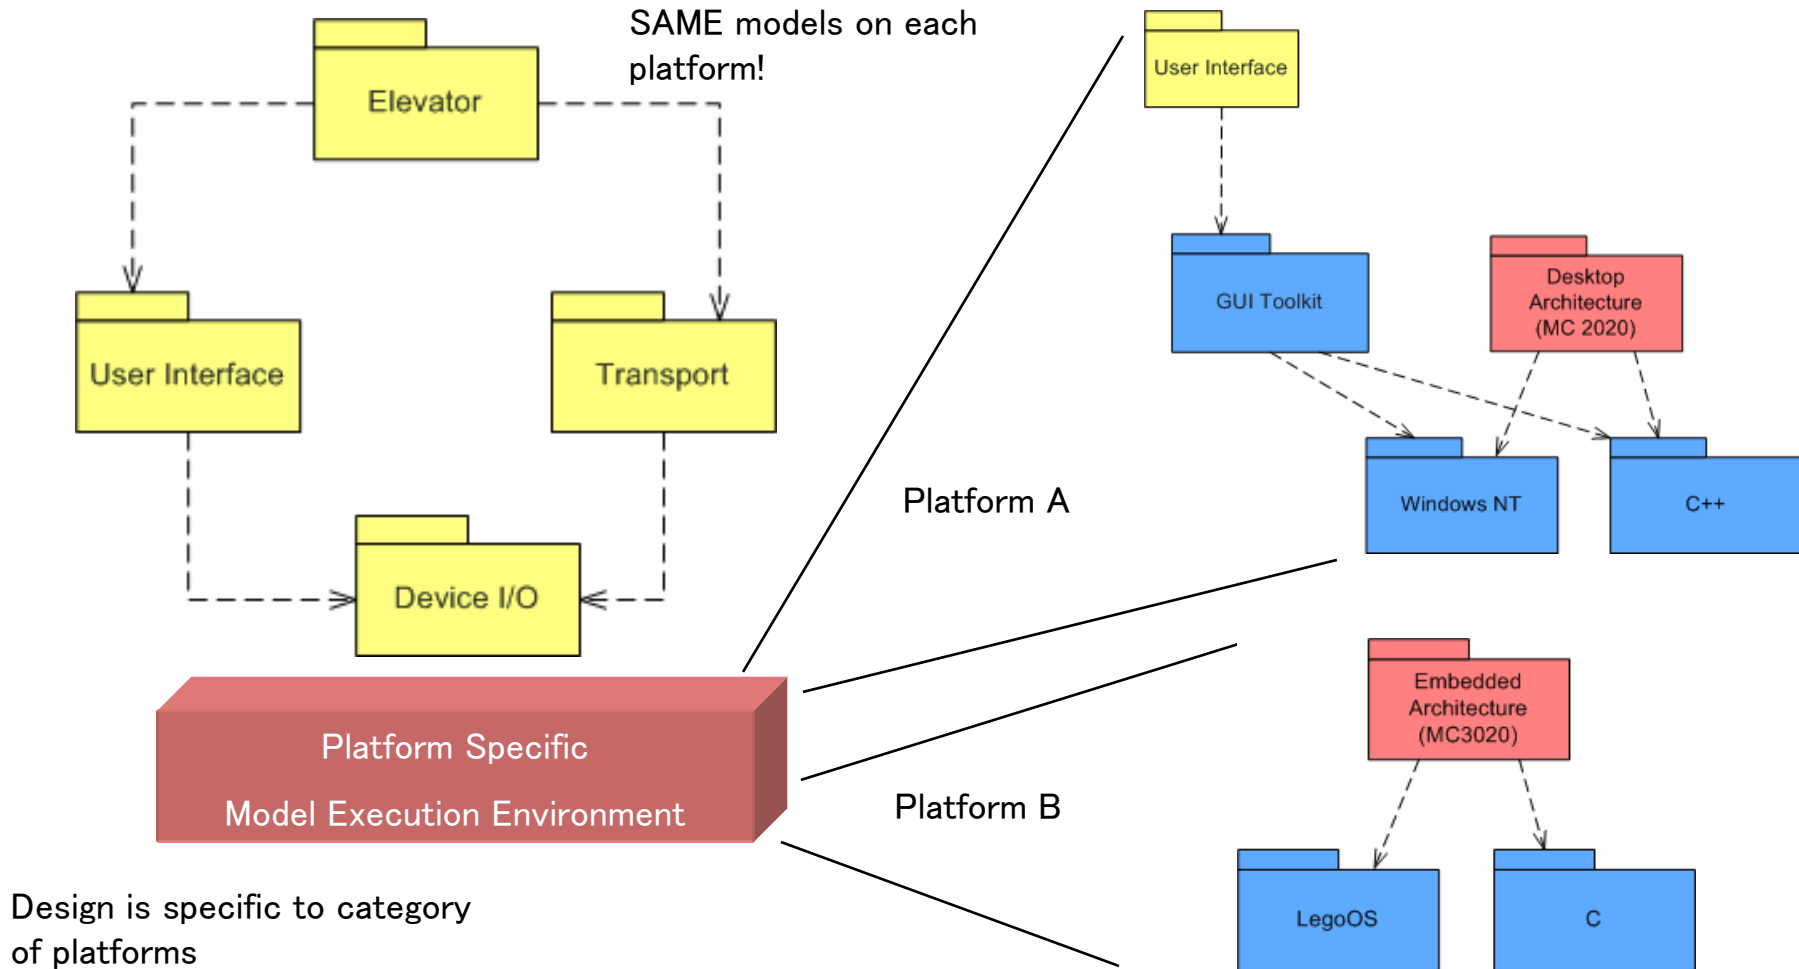 SAME models on each
platform!
Elevator
User Interface
Transport
Device I/O
Platform Specific
Model Execution Environment
Design is specific to category
of platforms
Platform A
User Interface
GUI Toolkit
Desktop
Architecture
(MC 2020)
Windows NT
C++
Platform B
Embedded
Architecture
(MC3020)
LegoOS
C